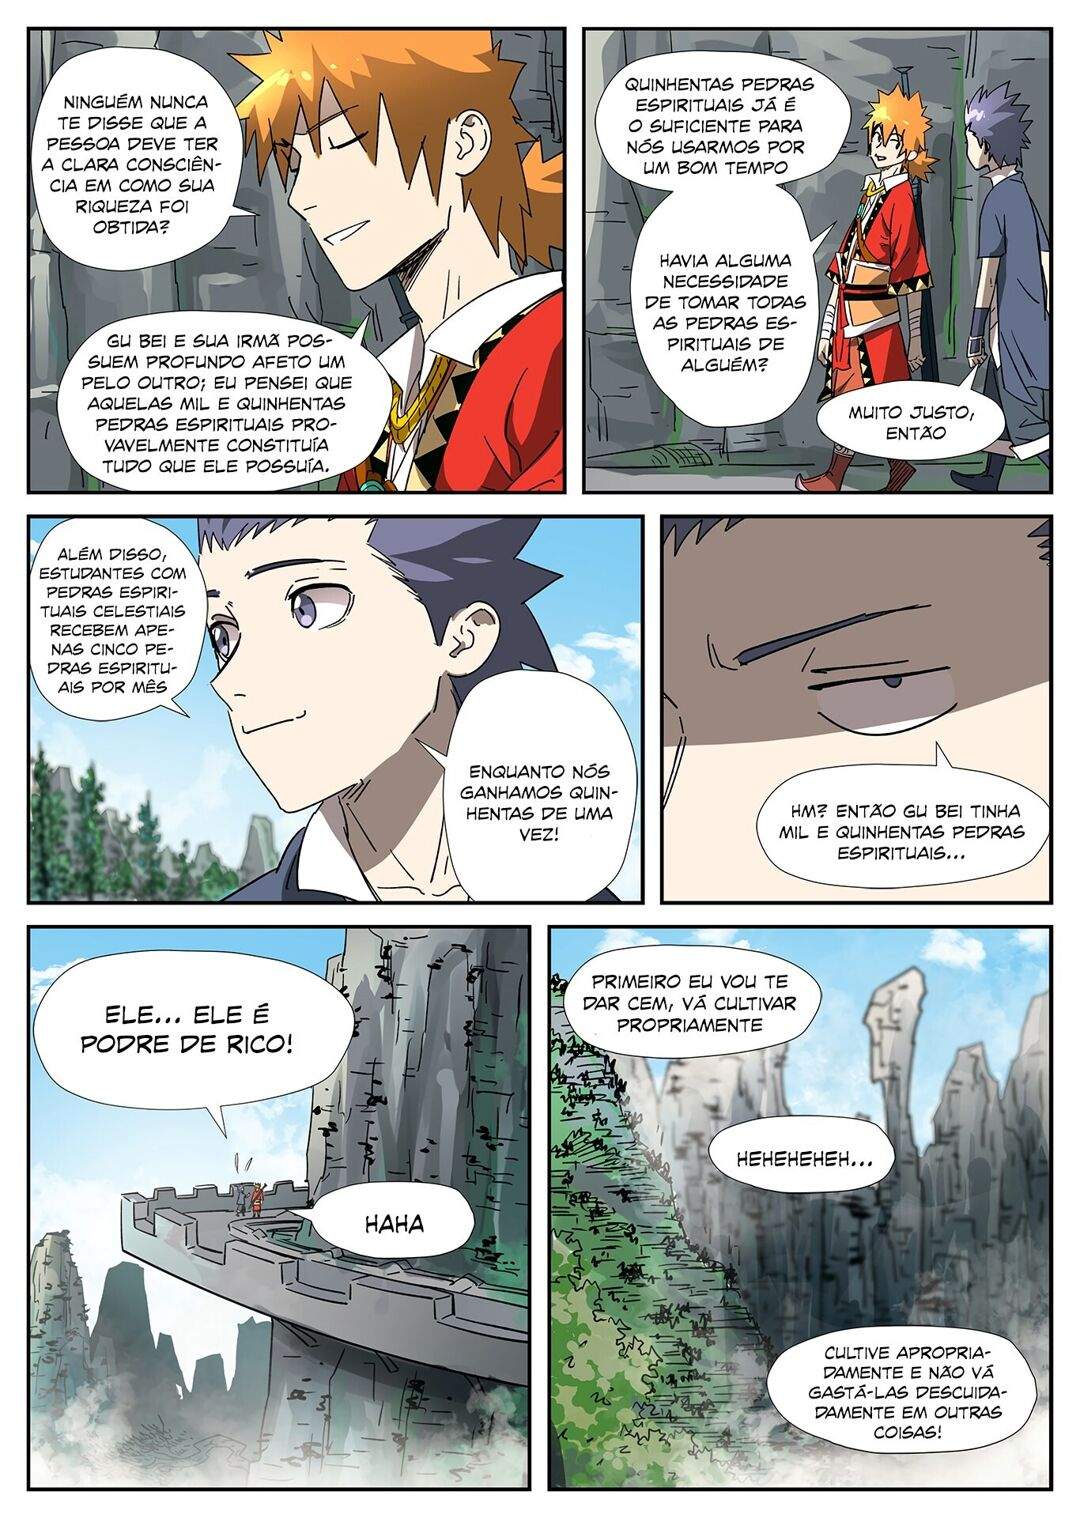 NINGUÉM NUNCA
TE DISSE QUE A
PESSOA DEVE TER
A CLARA CONSCIÊN-
CIA EM COMO SUA
RIQUEZA FOI
OBTIDA?
GU BEI E SUA IRMÃ POS-
SUEM PROFUNDO AFETO UM
PELO OUTRO; EU PENSEI QUE
AQUELAS MIL E QUINHENTAS
PEDRAS ESPIRITUAIS PRO-
VAVELMENTE CONSTITUÍA
TUDO QUE ELE POSSUÍA.
QUINHENTAS PEDRAS
ESPIRITUAIS JÁ É
O SUFICIENTE PARA
NÓS USARMOS POR
UM BOM TEMPO
HAVIA ALGUMA
NECESSIDADE
DE TOMAR TODAS
AS PEDRAS ES-
PIRITUAIS DE
ALGUÉM?
MUITO JUSTO,
ENTÃO
ALÉM DISSO,
ESTUDANTES COM
PEDRAS ESPIRI-
TUAIS CELESTIAIS
RECEBEM APE-
NAS CINCO PE-
DRAS ESPIRITU-
AIS POR MÊS
ENQUANTO NÓS
GANHAMOS QUIN-
HENTAS DE UMA
VEZ!
HM? ENTÃO GU BEI TINHA
MIL E QUINHENTAS PEDRAS
ESPIRITUAIS...
ELE... ELE É
PODRE DE RICO!
HAHA
PRIMEIRO EU VOU TE
DAR CEM, VÁ CULTIVAR
PROPRIAMENTE
HEHEHEHEH...
CULTIVE APROPRIA-
DAMENTE E NÃO VÁ
GASTÁ-LAS DESCUIDA-
DAMENTE EM OUTRAS
COISAS!